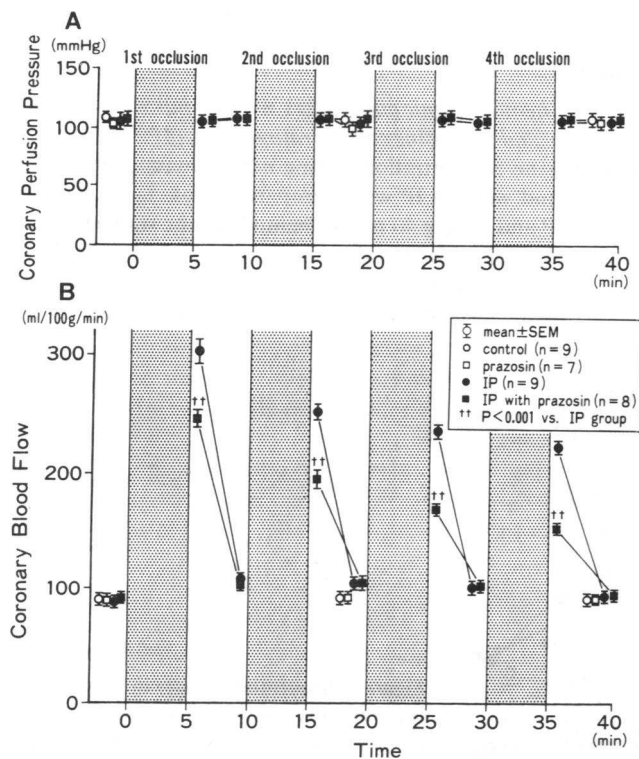 A
(mmHg)
1st occlusion 2nd occlusion 3rd occlusion 4th occlusion
150
100
50
0
Coronary Perfusion Pressure
0 5 10 15 20 25 30 35 40
(min)
B
(ml/100g/min)
mean±SEM
control (n=9)
prazosin (n=7)
IP (n=9)
IP with prazosin (n=8)
†† P<0.001 vs. IP group
300
200
100
0
Coronary Blood Flow
††
††
††
††
0 5 10 15 20 25 30 35 40
(min)
Time